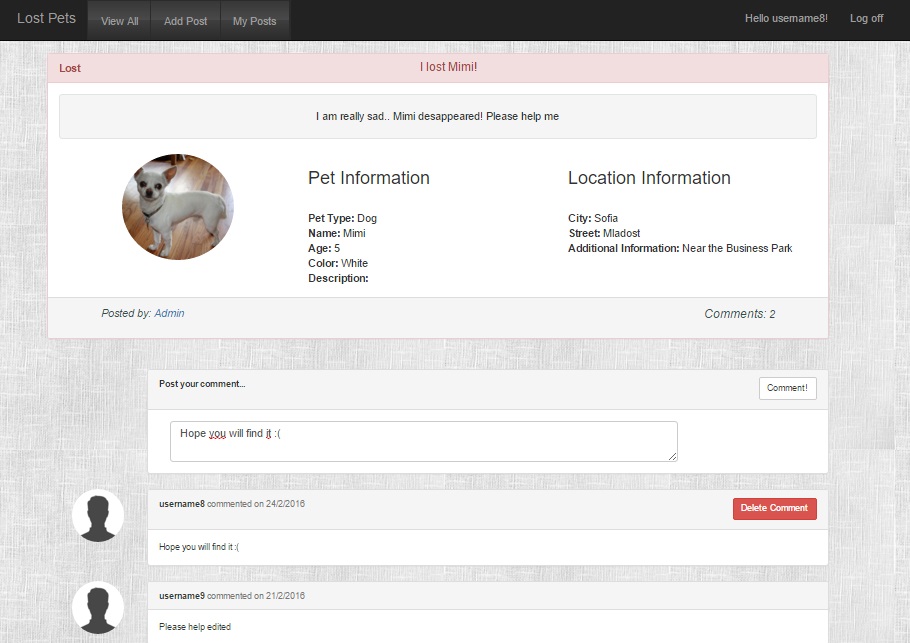 Lost Pets View All Add Post My Posts Hello username8! Log off
Lost I lost Mimi!
I am really sad.. Mimi desappeared! Please help me
Pet Information
Pet Type: Dog
Name: Mimi
Age: 5
Color: White
Description:
Location Information
City: Sofia
Street: Mladost
Additional Information: Near the Business Park
Posted by: Admin Comments: 2
Post your comment... Comment!
Hope you will find it :(
username8 commented on 24/2/2016 Delete Comment
Hope you will find it :(
username9 commented on 21/2/2016
Please help edited